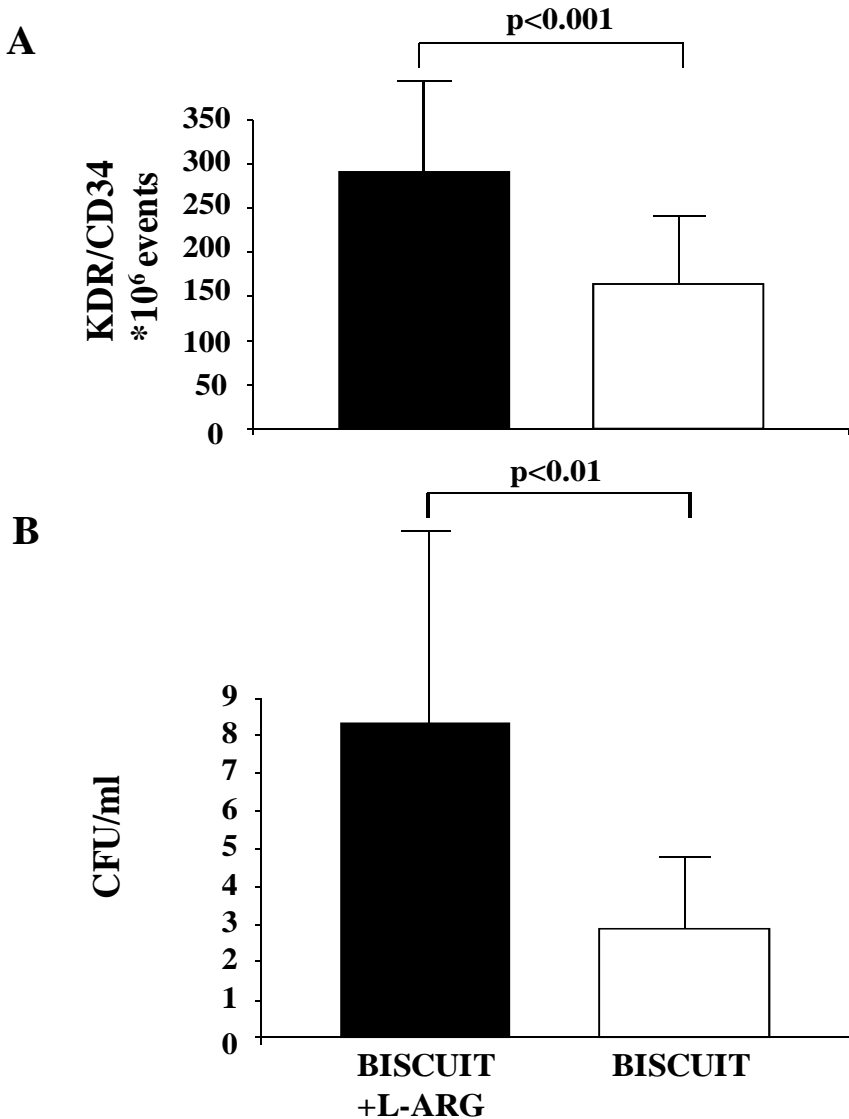 A
p<0.001
KDR/CD34
*10⁶ events
350
300
250
200
150
100
50
0
B
p<0.01
CFU/ml
9
8
7
6
5
4
3
2
1
0
BISCUIT
+L-ARG
BISCUIT